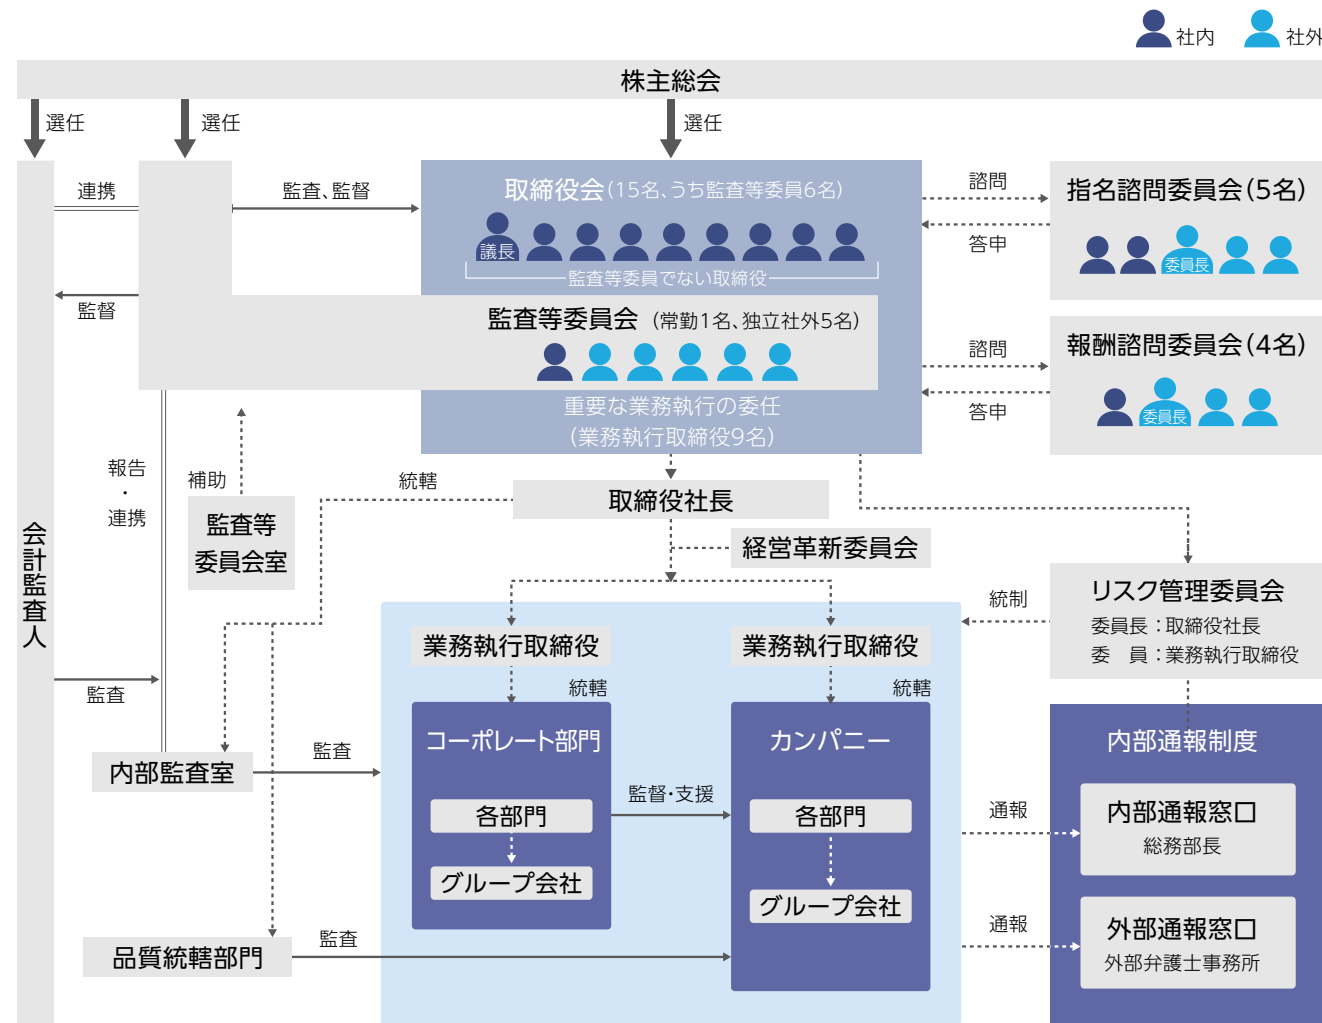 社内
社外
株主総会
選任
選任
選任
連携
監査、監督
監督
取締役会(15名、うち監査等委員6名)
議長
監査等委員でない取締役
監査等委員会 (常勤1名、独立社外5名)
重要な業務執行の委任
(業務執行取締役9名)
諮問
答申
指名諮問委員会(5名)
委員長
諮問
答申
報酬諮問委員会(4名)
委員長
報告
・
連携
補助
監査等
委員会室
統轄
取締役社長
経営革新委員会
会計監査人
監査
リスク管理委員会
委員長:取締役社長
委 員:業務執行取締役
統制
業務執行取締役
業務執行取締役
統轄
統轄
内部監査室
監査
コーポレート部門
各部門
グループ会社
監督・支援
カンパニー
各部門
グループ会社
品質統轄部門
監査
内部通報制度
通報
内部通報窓口
総務部長
通報
外部通報窓口
外部弁護士事務所